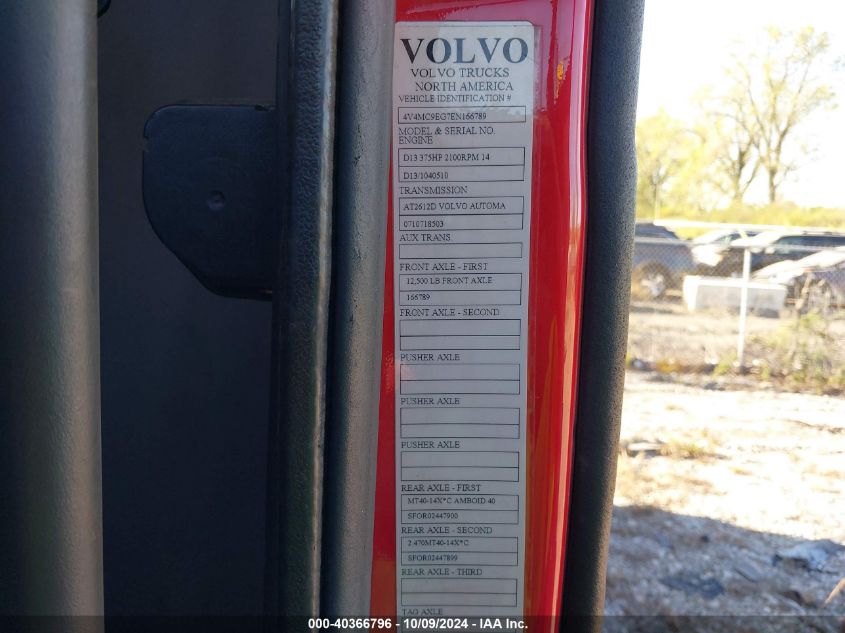 VOLVO
VOLVO TRUCKS
NORTH AMERICA
VEHICLE IDENTIFICATION #
4V4MC9EG7EN166789
MODEL & SERIAL NO.
ENGINE
D13 375HP 2100RPM 14
D13/1040510
TRANSMISSION
AT2612D VOLVO AUTOMA
0710718503
AUX TRANS
FRONT AXLE - FIRST
12,500 LB FRONT AXLE
166789
FRONT AXLE - SECOND
PUSHER AXLE
PUSHER AXLE
PUSHER AXLE
REAR AXLE - FIRST
MT40-14X*C AMBOID 40
SFOR02447900
REAR AXLE - SECOND
2.470MT40-14X*C
SFOR02447899
REAR AXLE - THIRD
TAG AXLE
000-40366796 - 10/09/2024 - IAA, Inc.